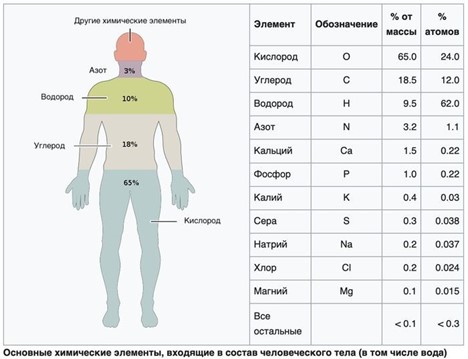 Другие химические элементы
Азот
3%
Водород
10%
Углерод
18%
65%
Кислород
Элемент Обозначение % от массы % атомов
Кислород O 65.0 24.0
Углерод C 18.5 12.0
Водород H 9.5 62.0
Азот N 3.2 1.1
Кальций Ca 1.5 0.22
Фосфор P 1.0 0.22
Калий K 0.4 0.03
Сера S 0.3 0.038
Натрий Na 0.2 0.037
Хлор Cl 0.2 0.024
Магний Mg 0.1 0.015
Все остальные < 0.1 < 0.3
Основные химические элементы, входящие в состав человеческого тела (в том числе вода)